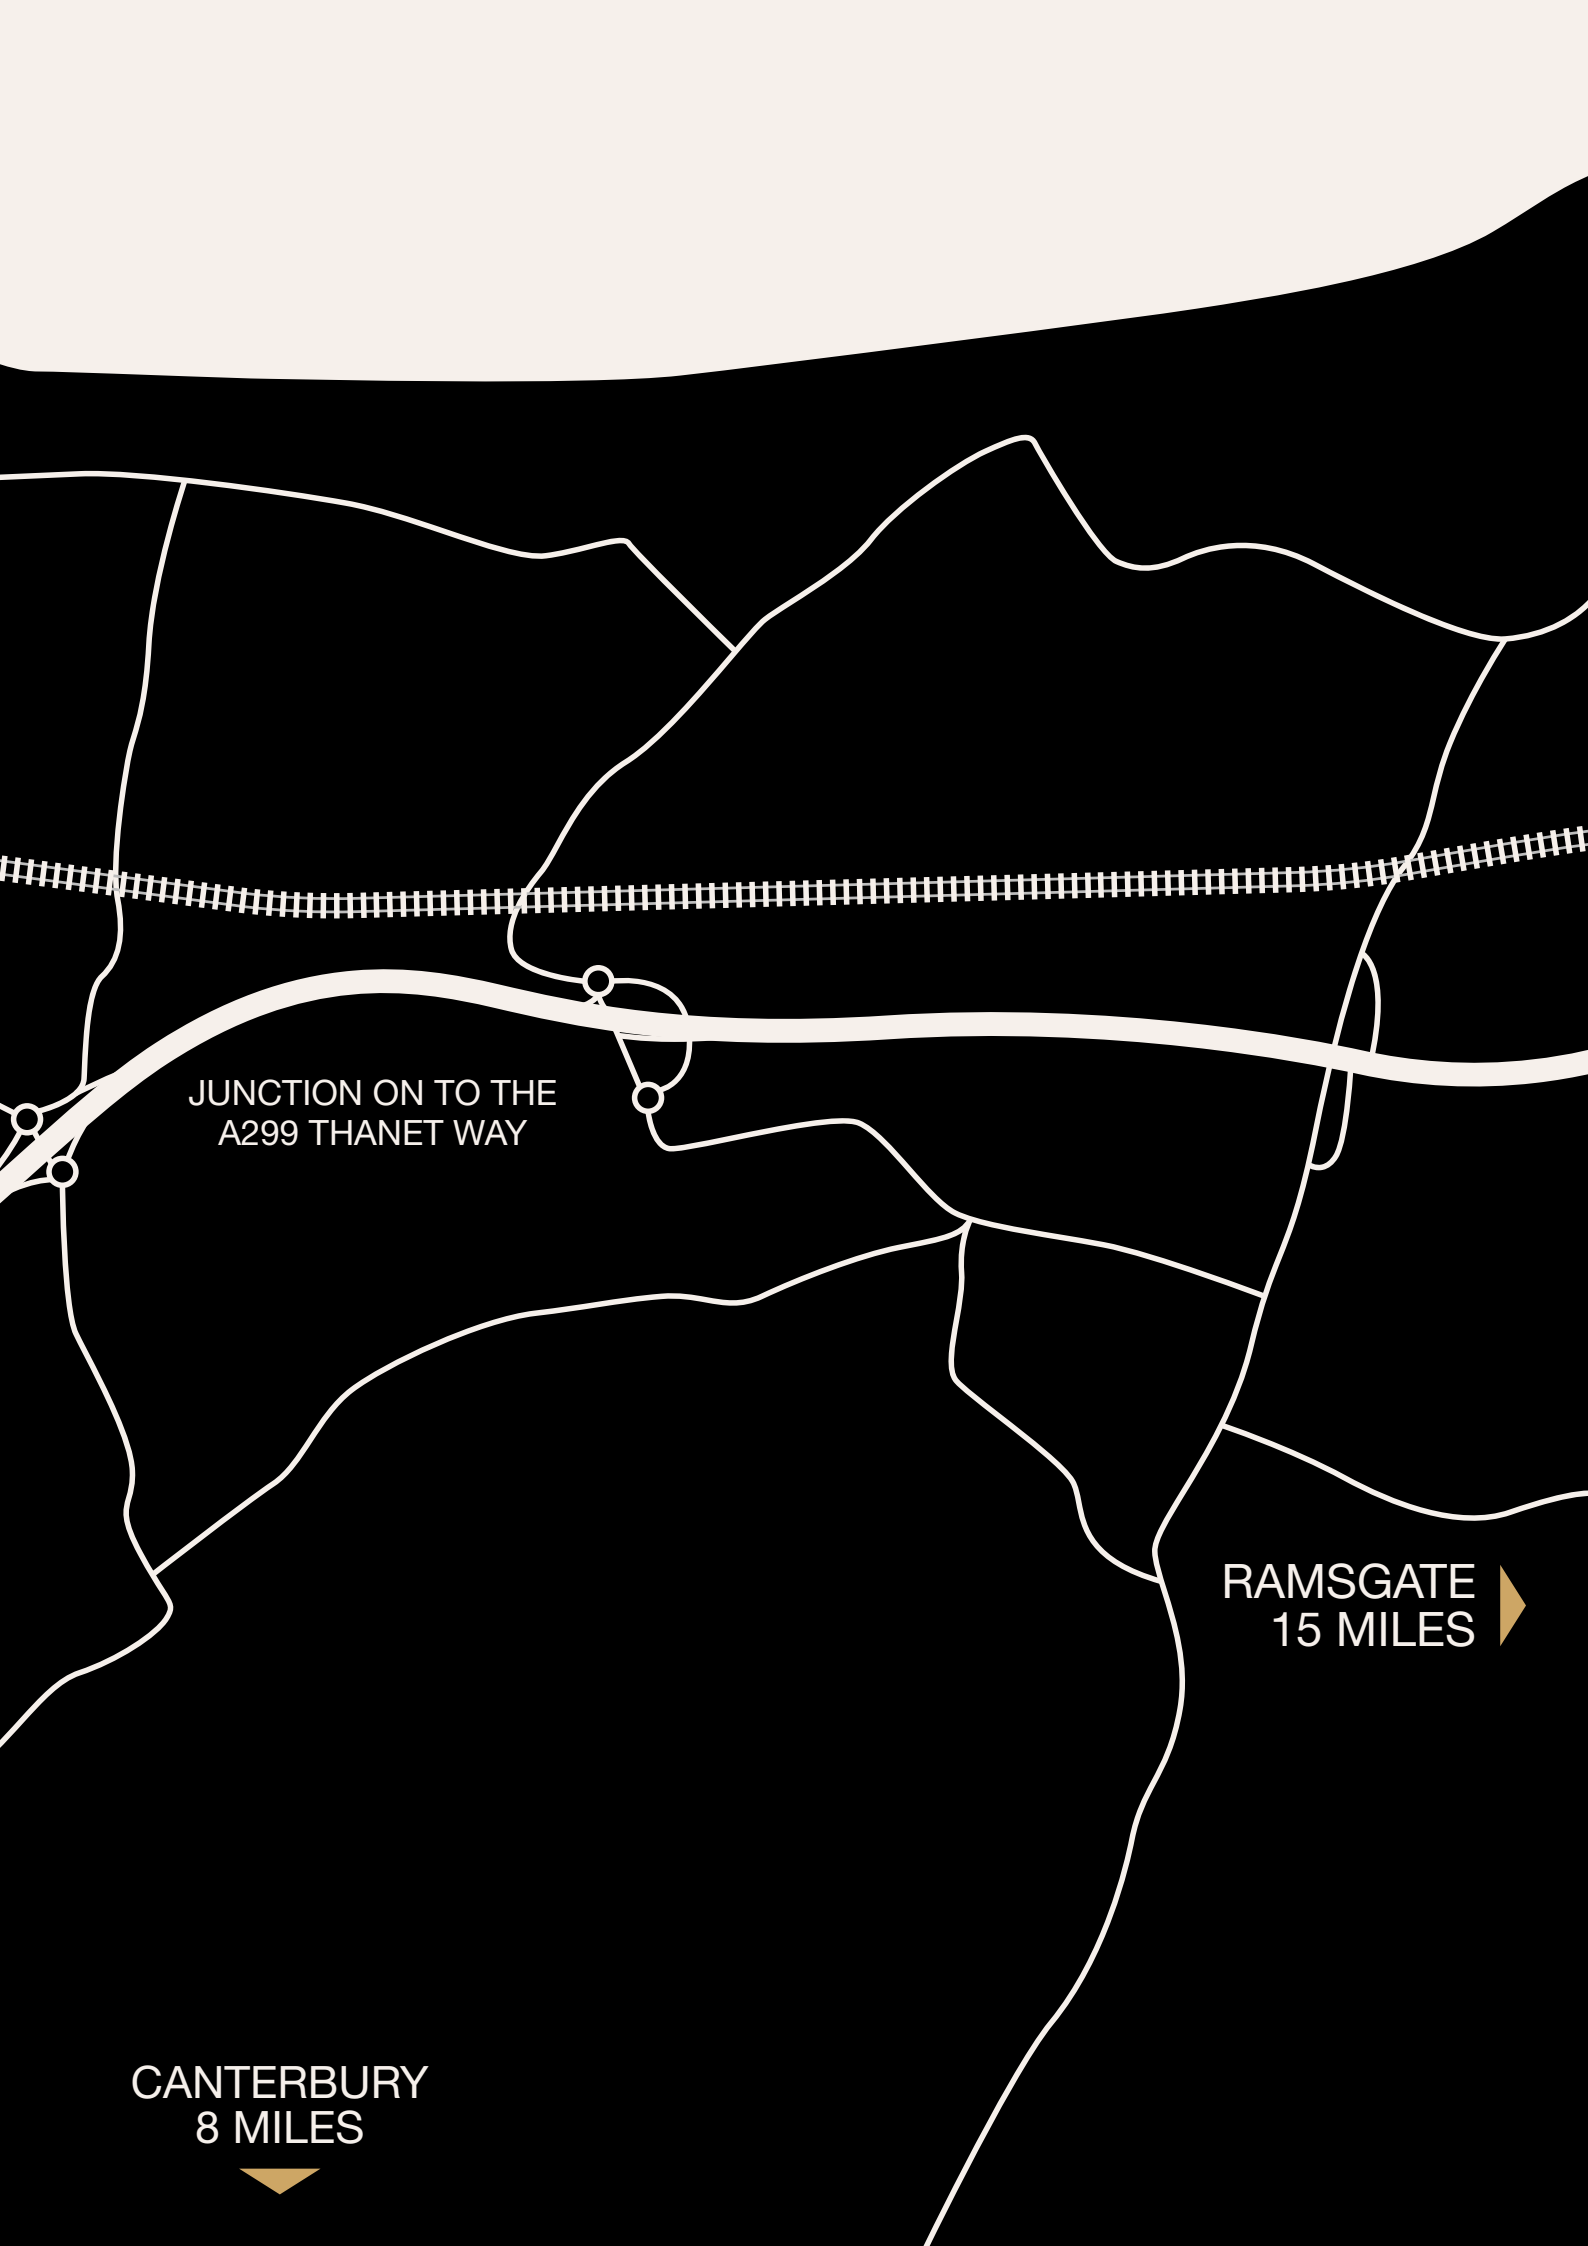 JUNCTION ON TO THE
A299 THANET WAY
RAMSGATE
15 MILES
CANTERBURY
8 MILES